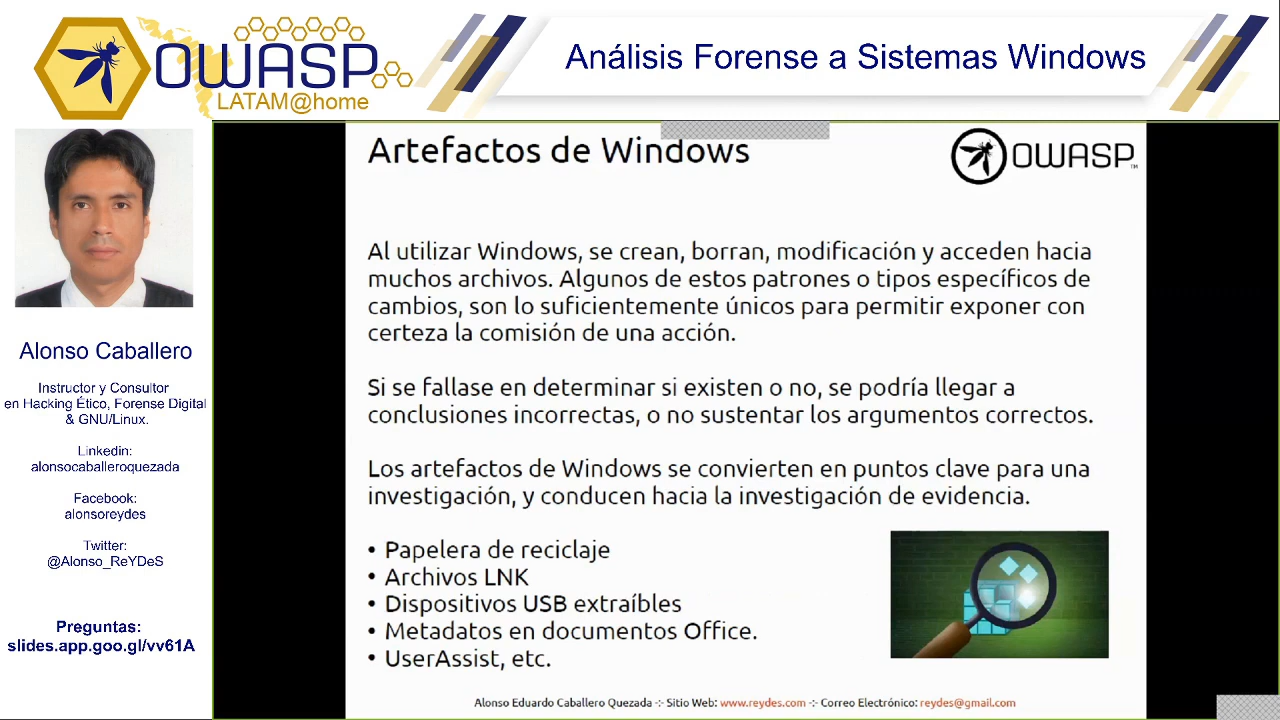 OWASP
LATAM@home
Análisis Forense a Sistemas Windows
Alonso Caballero
Instructor y Consultor
en Hacking Ético, Forense Digital
& GNU/Linux.
Linkedin:
alonsocaballeroquezada
Facebook:
alonsoreydes
Twitter:
@Alonso_ReYDeS
Preguntas:
slides.app.goo.gl/vv61A
Artefactos de Windows
OWASP™
Al utilizar Windows, se crean, borran, modificación y acceden hacia
muchos archivos. Algunos de estos patrones o tipos específicos de
cambios, son lo suficientemente únicos para permitir exponer con
certeza la comisión de una acción.
Si se fallase en determinar si existen o no, se podría llegar a
conclusiones incorrectas, o no sustentar los argumentos correctos.
Los artefactos de Windows se convierten en puntos clave para una
investigación, y conducen hacia la investigación de evidencia.
• Papelera de reciclaje
• Archivos LNK
• Dispositivos USB extraíbles
• Metadatos en documentos Office.
• UserAssist, etc.
Alonso Eduardo Caballero Quezada -:- Sitio Web: www.reydes.com -:- Correo Electrónico: reydes@gmail.com